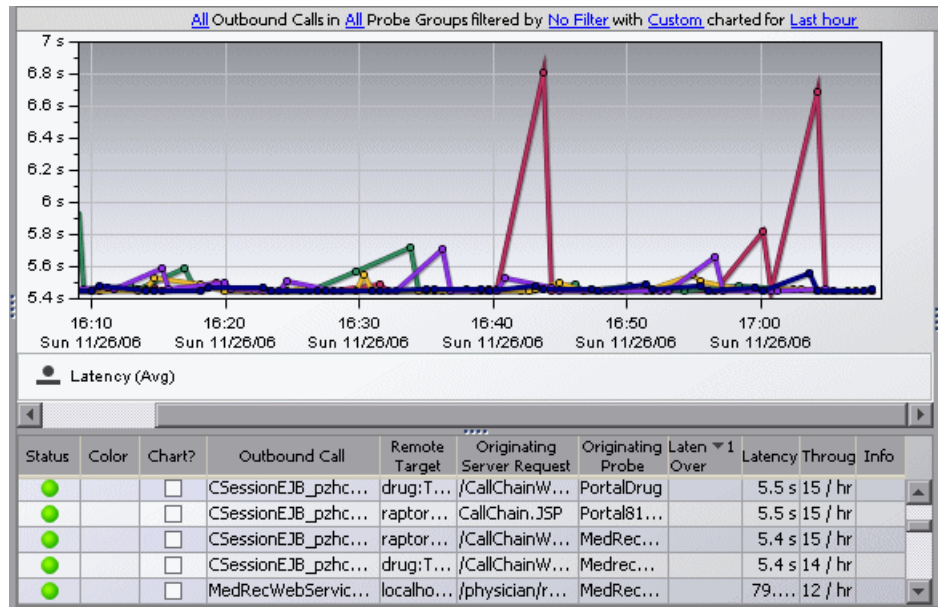 All Outbound Calls in All Probe Groups filtered by No Filter with Custom charted for Last hour
7 s
6.8 s
6.6 s
6.4 s
6.2 s
6 s
5.8 s
5.6 s
5.4 s
16:10 16:20 16:30 16:40 16:50 17:00
Sun 11/26/06 Sun 11/26/06 Sun 11/26/06 Sun 11/26/06 Sun 11/26/06 Sun 11/26/06
Latency (Avg)
Status Color Chart? Outbound Call Remote Target Originating Server Request Originating Probe Laten 1 Over Latency Throug Info
CSessionEJB_pzhc... drug:T... /CallChainW... PortalDrug 5.5 s 15 / hr
CSessionEJB_pzhc... raptor... CallChain.JSP Portal81... 5.5 s 15 / hr
CSessionEJB_pzhc... raptor... /CallChainW... MedRec... 5.4 s 15 / hr
CSessionEJB_pzhc... drug:T... /CallChainW... Medrec... 5.4 s 14 / hr
MedRecWebServic... localho... /physician/r... MedRec... 79.... 12 / hr